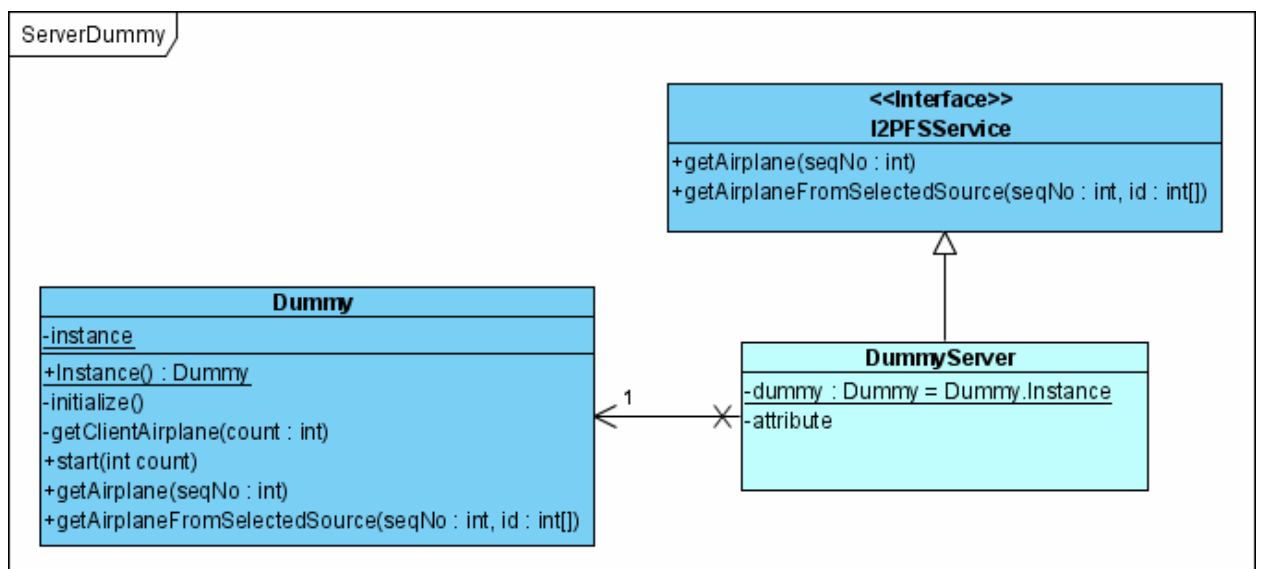 ServerDummy
<<Interface>>
I2PFSService
+getAirplane(seqNo : int)
+getAirplaneFromSelectedSource(seqNo : int, id : int[])
Dummy
-instance
+Instance() : Dummy
-initialize()
-getClientAirplane(count : int)
+start(int count)
+getAirplane(seqNo : int)
+getAirplaneFromSelectedSource(seqNo : int, id : int[])
1
DummyServer
-dummy : Dummy = Dummy.Instance
-attribute